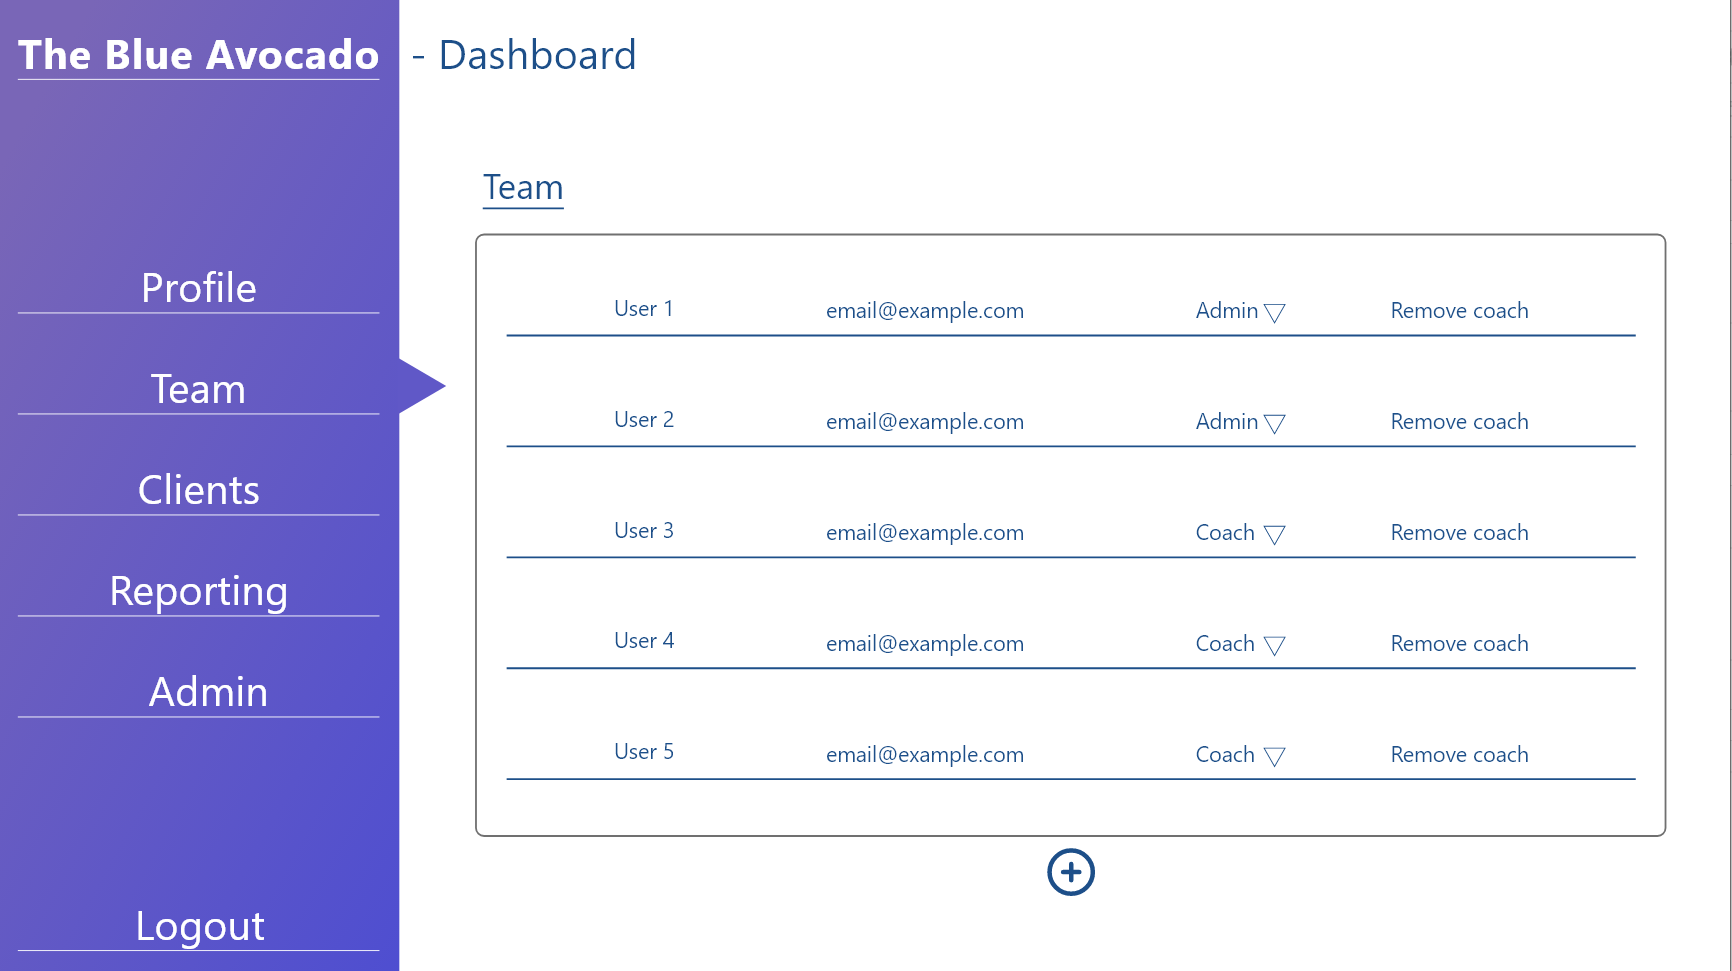 The Blue Avocado - Dashboard
Profile
Team
Clients
Reporting
Admin
Logout
Team
User 1 email@example.com Admin Remove coach
User 2 email@example.com Admin Remove coach
User 3 email@example.com Coach Remove coach
User 4 email@example.com Coach Remove coach
User 5 email@example.com Coach Remove coach